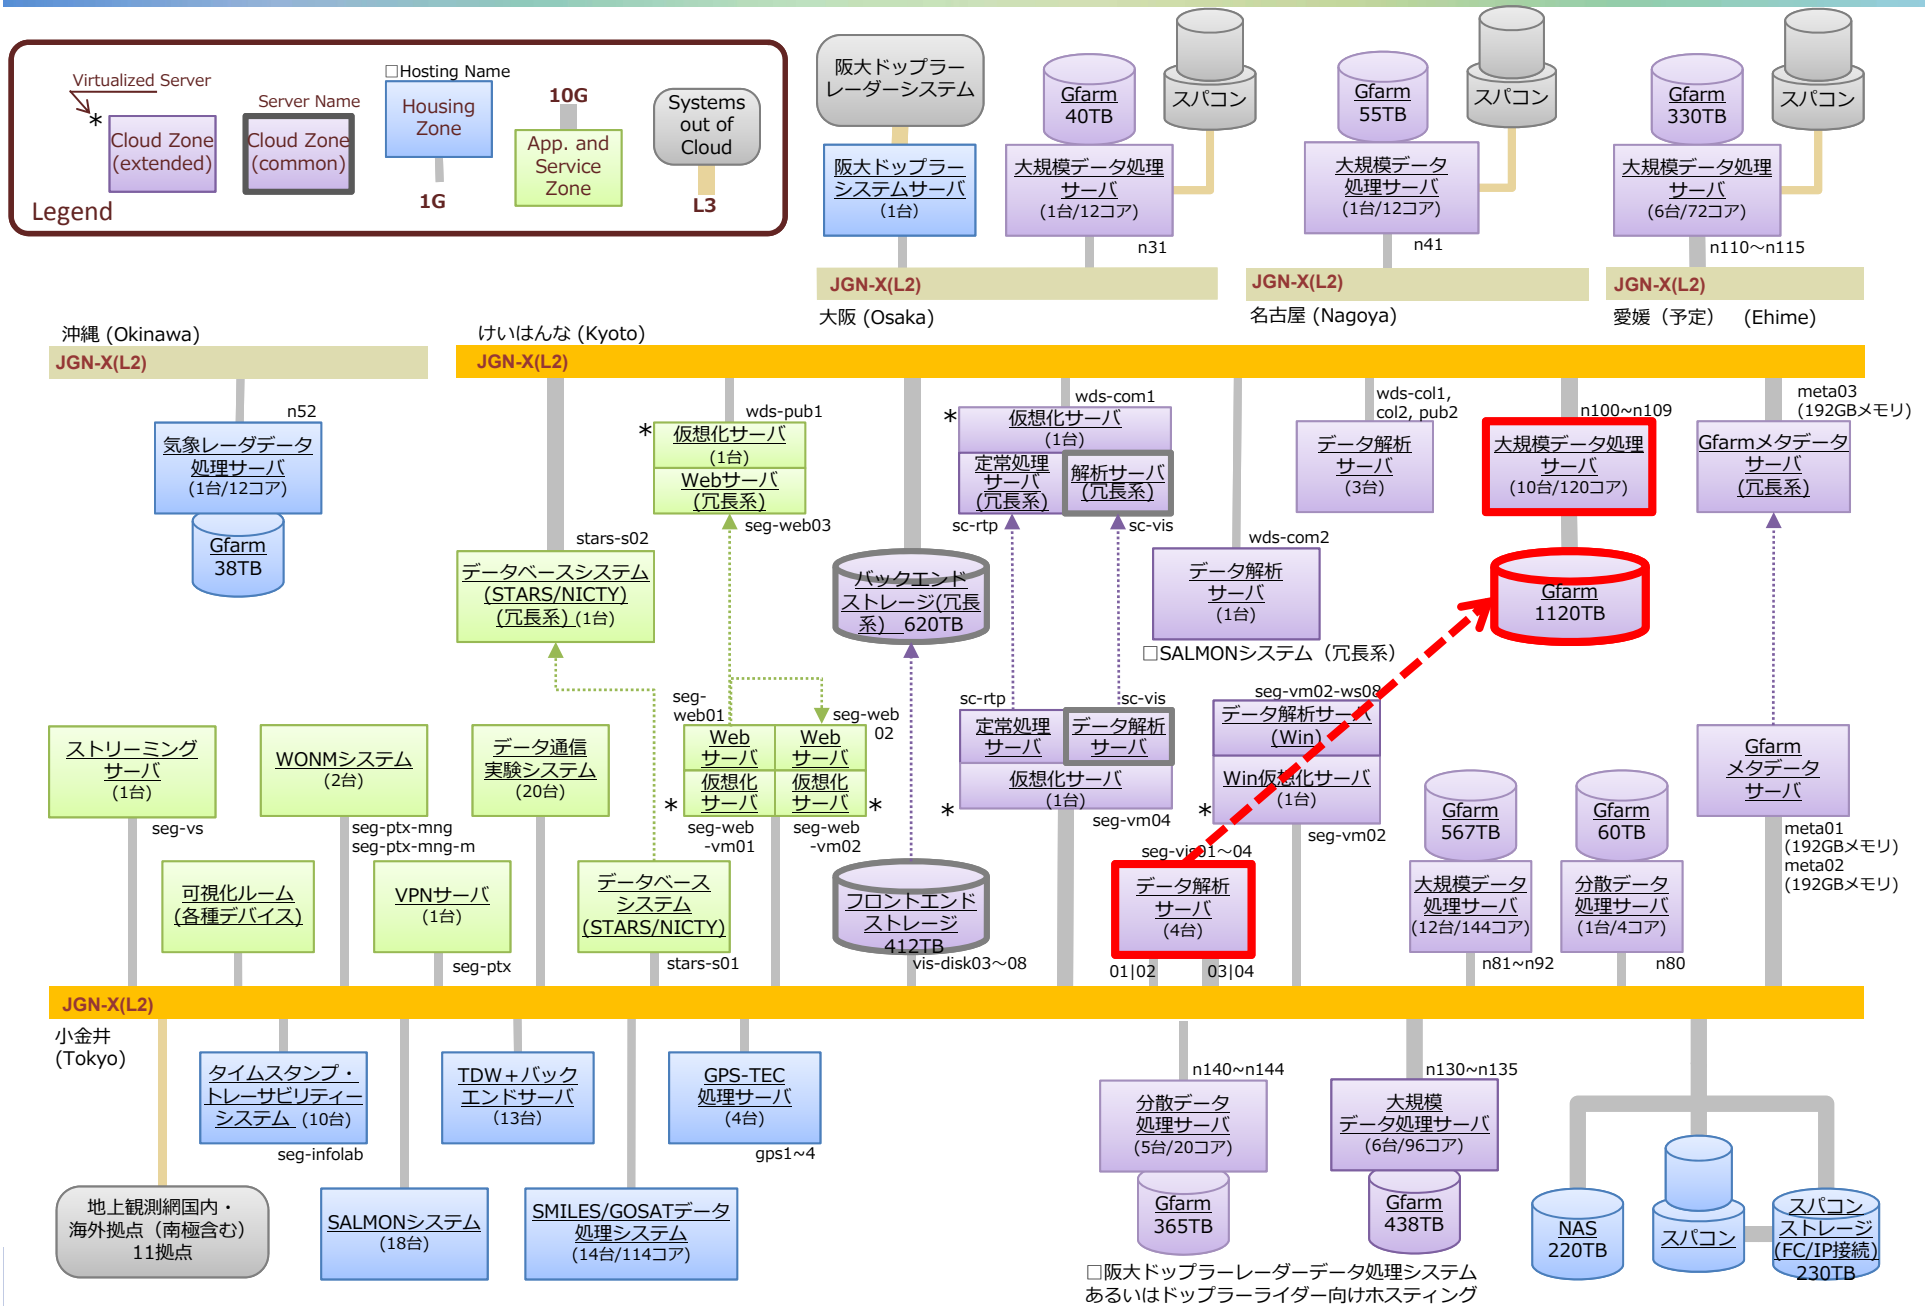 Virtualized Server
*
Cloud Zone
(extended)
Server Name
Cloud Zone
(common)
□Hosting Name
Housing
Zone
1G
10G
App. and
Service
Zone
Systems
out of
Cloud
L3
Legend
阪大ドップラー
レーダーシステム
阪大ドップラー
システムサーバ
(1台)
Gfarm
40TB
スパコン
大規模データ処理
サーバ
(1台/12コア)
n31
JGN-X(L2)
大阪 (Osaka)
Gfarm
55TB
スパコン
大規模データ
処理サーバ
(1台/12コア)
n41
JGN-X(L2)
名古屋 (Nagoya)
Gfarm
330TB
スパコン
大規模データ処理
サーバ
(6台/72コア)
n110～n115
JGN-X(L2)
愛媛（予定） (Ehime)
沖縄 (Okinawa)
JGN-X(L2)
n52
気象レーダデータ
処理サーバ
(1台/12コア)
Gfarm
38TB
けいはんな (Kyoto)
JGN-X(L2)
stars-s02
データベースシステム
(STARS/NICTY)
(冗長系) (1台)
wds-pub1
*
仮想化サーバ
(1台)
Webサーバ
(冗長系)
seg-web03
バックエンド
ストレージ(冗長
系) 620TB
wds-com1
*
仮想化サーバ
(1台)
定常処理
サーバ
(冗長系)
解析サーバ
(冗長系)
sc-rtp
sc-vis
wds-com2
データ解析
サーバ
(1台)
□SALMONシステム（冗長系）
wds-col1,
col2, pub2
データ解析
サーバ
(3台)
n100~n109
大規模データ処理
サーバ
(10台/120コア)
Gfarm
1120TB
meta03
(192GBメモリ)
Gfarmメタデータ
サーバ
(冗長系)
ストリーミング
サーバ
(1台)
seg-vs
WONMシステム
(2台)
seg-ptx-mng
seg-ptx-mng-m
データ通信
実験システム
(20台)
seg-
web01
seg-web
02
Web
サーバ
Web
サーバ
仮想化
サーバ
仮想化
サーバ
*
*
seg-web
-vm01
seg-web
-vm02
sc-rtp
sc-vis
定常処理
サーバ
データ解析
サーバ
仮想化サーバ
(1台)
*
seg-vm04
seg-vm02-ws08
データ解析サーバ
(Win)
Win仮想化サーバ
(1台)
*
seg-vm02
Gfarm
567TB
大規模データ
処理サーバ
(12台/144コア)
n81~n92
Gfarm
60TB
分散データ
処理サーバ
(1台/4コア)
n80
Gfarm
メタデータ
サーバ
meta01
(192GBメモリ)
meta02
(192GBメモリ)
可視化ルーム
(各種デバイス)
VPNサーバ
(1台)
seg-ptx
データベース
システム
(STARS/NICTY)
stars-s01
フロントエンド
ストレージ
412TB
vis-disk03～08
seg-vis01～04
データ解析
サーバ
(4台)
01|02
03|04
JGN-X(L2)
小金井
(Tokyo)
タイムスタンプ・
トレーサビリティー
システム (10台)
seg-infolab
TDW＋バック
エンドサーバ
(13台)
GPS-TEC
処理サーバ
(4台)
gps1~4
n140~n144
分散データ
処理サーバ
(5台/20コア)
Gfarm
365TB
n130~n135
大規模
データ処理サーバ
(6台/96コア)
Gfarm
438TB
地上観測網国内・
海外拠点（南極含む）
11拠点
SALMONシステム
(18台)
SMILES/GOSATデータ
処理システム
(14台/114コア)
NAS
220TB
スパコン
スパコン
ストレージ
(FC/IP接続)
230TB
□阪大ドップラーレーダーデータ処理システム
あるいはドップラーライダー向けホスティング